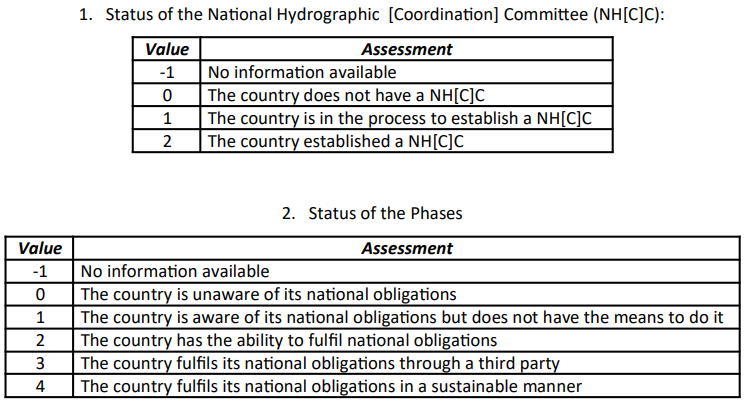 1. Status of the National Hydrographic [Coordination] Committee (NH[C]C):
Value Assessment
-1 No information available
0 The country does not have a NH[C]C
1 The country is in the process to establish a NH[C]C
2 The country established a NH[C]C
2. Status of the Phases
Value Assessment
-1 No information available
0 The country is unaware of its national obligations
1 The country is aware of its national obligations but does not have the means to do it
2 The country has the ability to fulfil national obligations
3 The country fulfils its national obligations through a third party
4 The country fulfils its national obligations in a sustainable manner